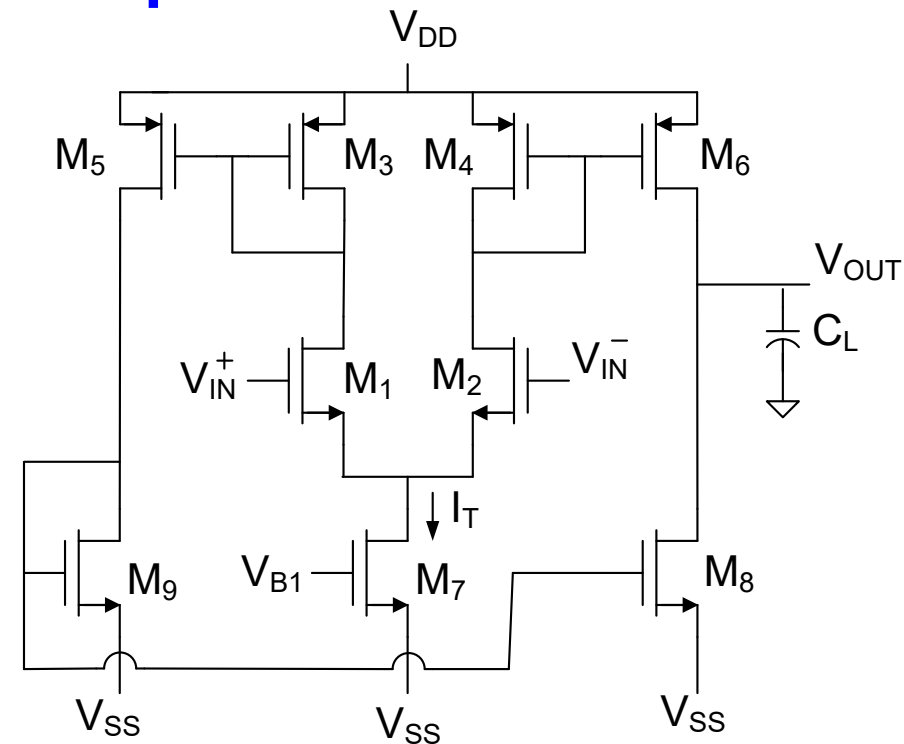 V_DD
M_5 M_3 M_4 M_6
V_OUT
C_L
V_IN^+ M_1 M_2 V_IN^−
I_T
M_9 V_B1 M_7 M_8
V_SS V_SS V_SS